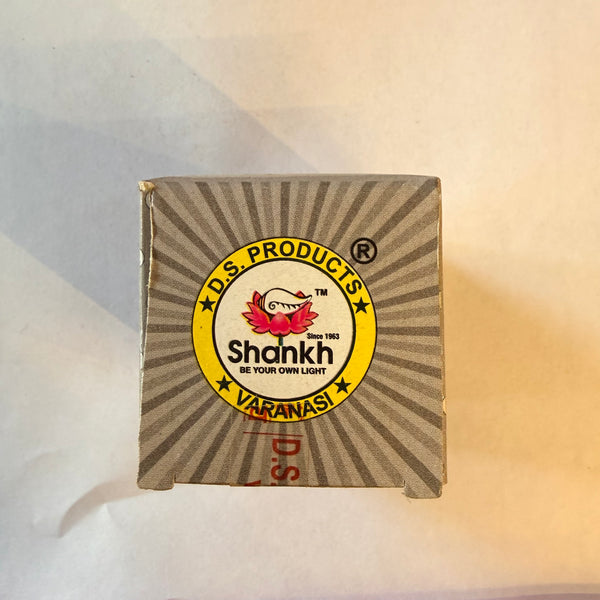 D.S. PRODUCTS
®
TM
Since 1963
Shankh
BE YOUR OWN LIGHT
VARANASI
D.S.